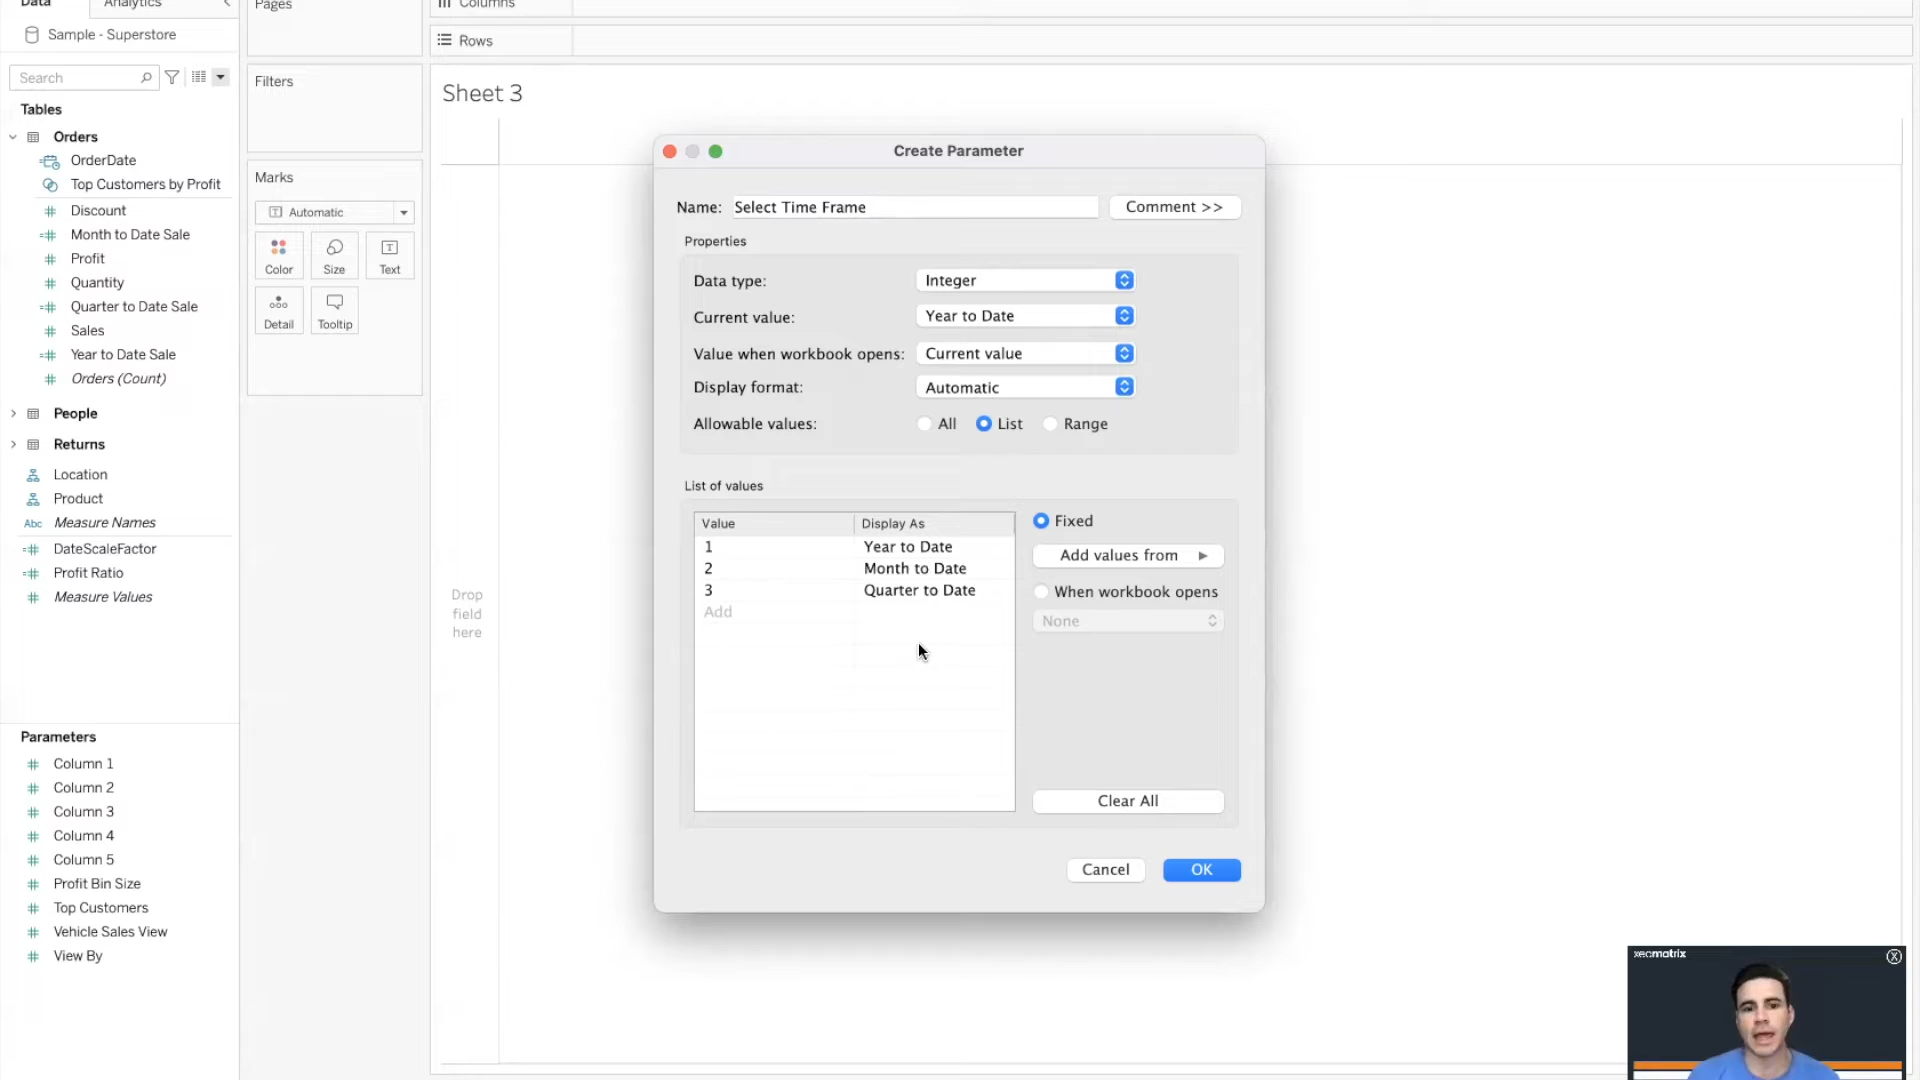 Data
Analytics
Sample - Superstore
Search
Tables
Orders
OrderDate
Top Customers by Profit
Discount
Month to Date Sale
Profit
Quantity
Quarter to Date Sale
Sales
Year to Date Sale
Orders (Count)
People
Returns
Location
Product
Abc Measure Names
DateScaleFactor
Profit Ratio
Measure Values
Parameters
Column 1
Column 2
Column 3
Column 4
Column 5
Profit Bin Size
Top Customers
Vehicle Sales View
View By
Pages
Filters
Marks
Automatic
Color
Size
Text
Detail
Tooltip
Columns
Rows
Sheet 3
Drop
field
here
Create Parameter
Name: Select Time Frame
Comment >>
Properties
Data type: Integer
Current value: Year to Date
Value when workbook opens: Current value
Display format: Automatic
Allowable values: All List Range
List of values
Value Display As
1 Year to Date
2 Month to Date
3 Quarter to Date
Add
Fixed
Add values from
When workbook opens
None
Clear All
Cancel
OK
xeomatrix